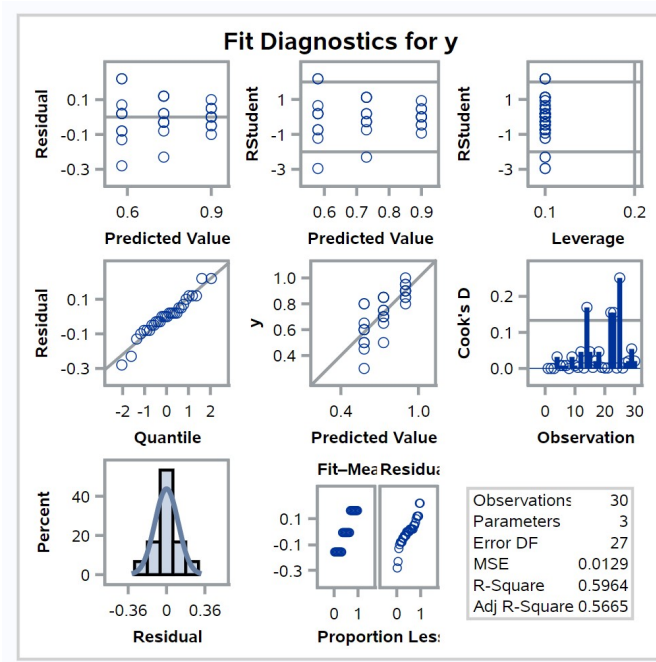 Fit Diagnostics for y
Residual
0.1
-0.1
-0.3
0.6 0.9
Predicted Value
RStudent
1
-1
-3
0.6 0.7 0.8 0.9
Predicted Value
RStudent
1
-1
-3
0.1 0.2
Leverage
Residual
0.1
-0.1
-0.3
-2 -1 0 1 2
Quantile
y
1.0
0.8
0.6
0.4
0.4 1.0
Predicted Value
Cook's D
0.2
0.1
0.0
0 10 20 30
Observation
Percent
40
20
0
-0.36 0 0.36
Residual
Fit–Mea Residua
0.1
-0.1
-0.3
0 1 0 1
Proportion Les
Observations 30
Parameters 3
Error DF 27
MSE 0.0129
R-Square 0.5964
Adj R-Square 0.5665